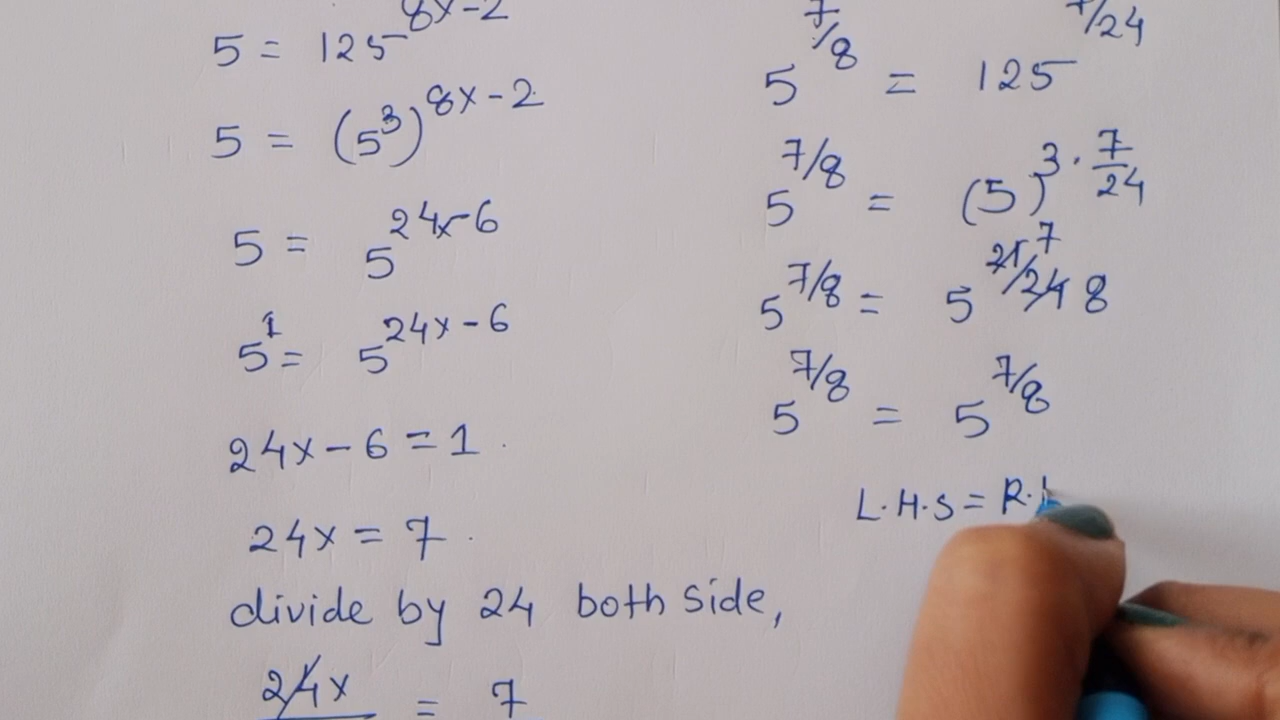 5 = 125^(8x-2)
5 = (5^3)^(8x-2)
5 = 5^(24x-6)
5^1 = 5^(24x-6)
24x - 6 = 1
24x = 7
divide by 24 both side,
24x = 7
5^(7/8) = 125^(7/24)
5^(7/8) = (5)^(3 · 7/24)
5^(7/8) = 5^(21/24) 7 8
5^(7/8) = 5^(7/8)
L.H.S = R.